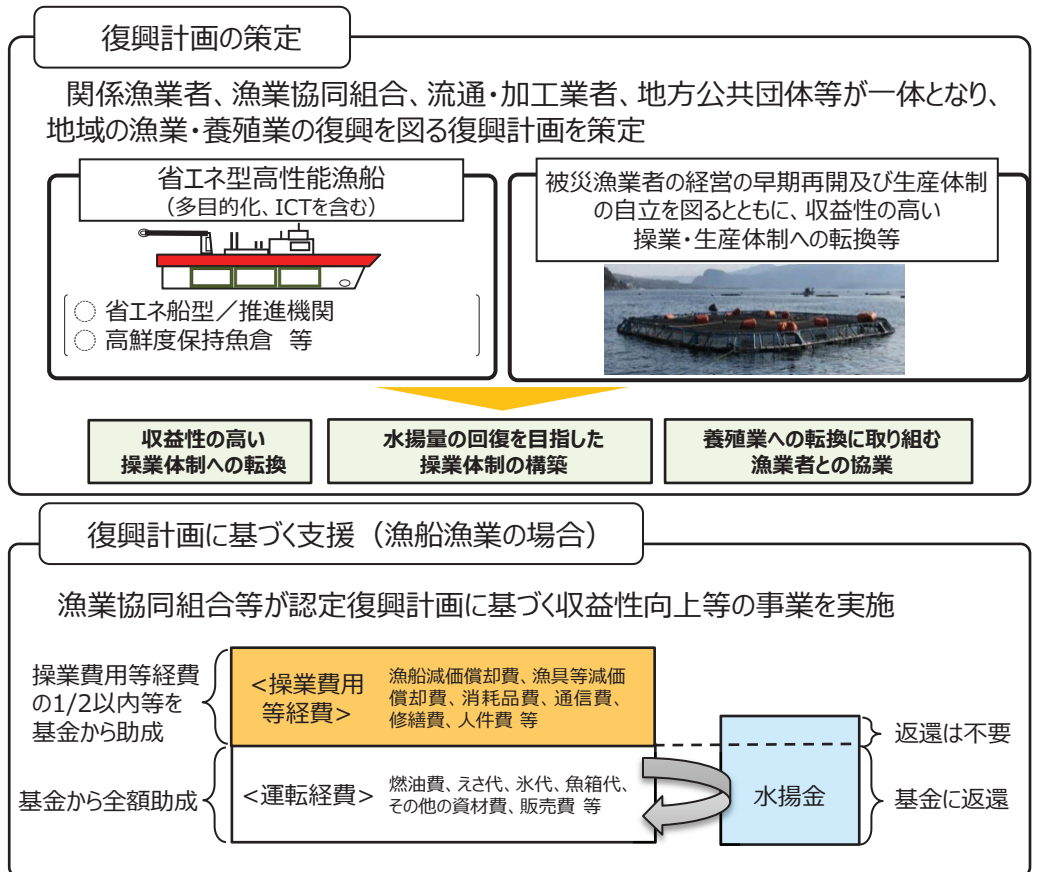 復興計画の策定
関係漁業者、漁業協同組合、流通・加工業者、地方公共団体等が一体となり、
地域の漁業・養殖業の復興を図る復興計画を策定
省エネ型高性能漁船
（多目的化、ICTを含む）
○ 省エネ船型／推進機関
○ 高鮮度保持魚倉 等
被災漁業者の経営の早期再開及び生産体制
の自立を図るとともに、収益性の高い
操業・生産体制への転換等
収益性の高い
操業体制への転換
水揚量の回復を目指した
操業体制の構築
養殖業への転換に取り組む
漁業者との協業
復興計画に基づく支援（漁船漁業の場合）
漁業協同組合等が認定復興計画に基づく収益性向上等の事業を実施
操業費用等経費
の1/2以内等を
基金から助成
<操業費用
等経費>
漁船減価償却費、漁具等減価
償却費、消耗品費、通信費、
修繕費、人件費 等
基金から全額助成
<運転経費>
燃油費、えさ代、氷代、魚箱代、
その他の資材費、販売費 等
水揚金
返還は不要
基金に返還